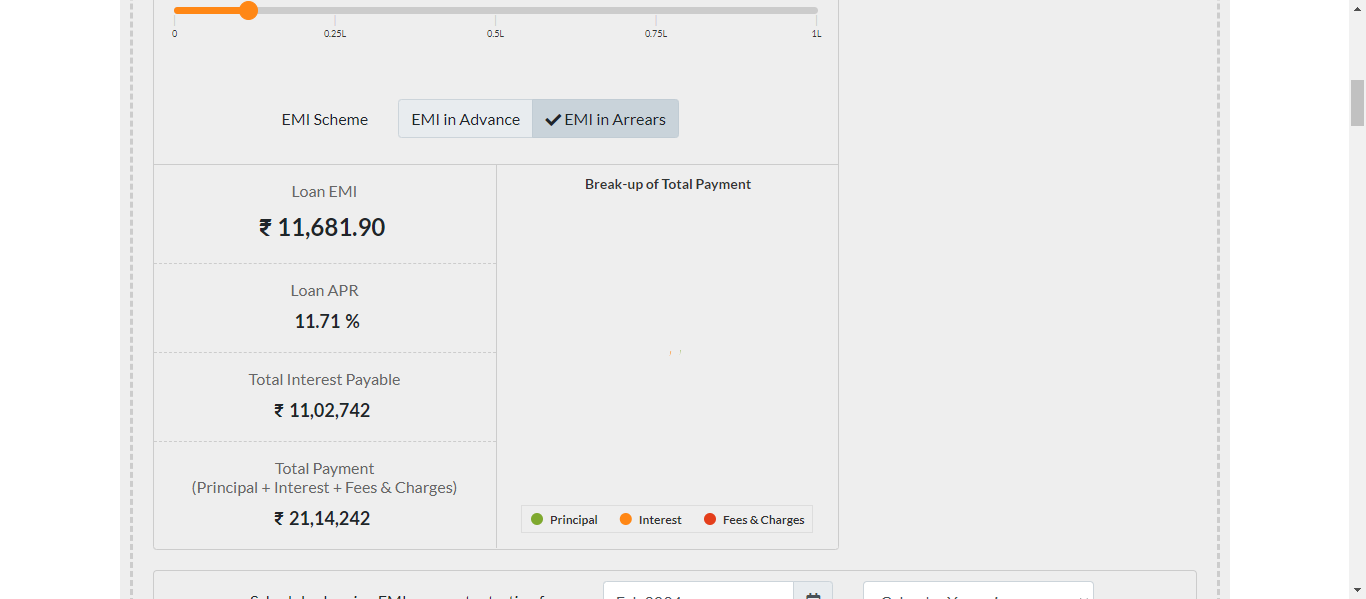 0 0.25L 0.5L 0.75L 1L
EMI Scheme EMI in Advance EMI in Arrears
Loan EMI
₹ 11,681.90
Loan APR
11.71 %
Total Interest Payable
₹ 11,02,742
Total Payment
(Principal + Interest + Fees & Charges)
₹ 21,14,242
Break-up of Total Payment
Principal Interest Fees & Charges